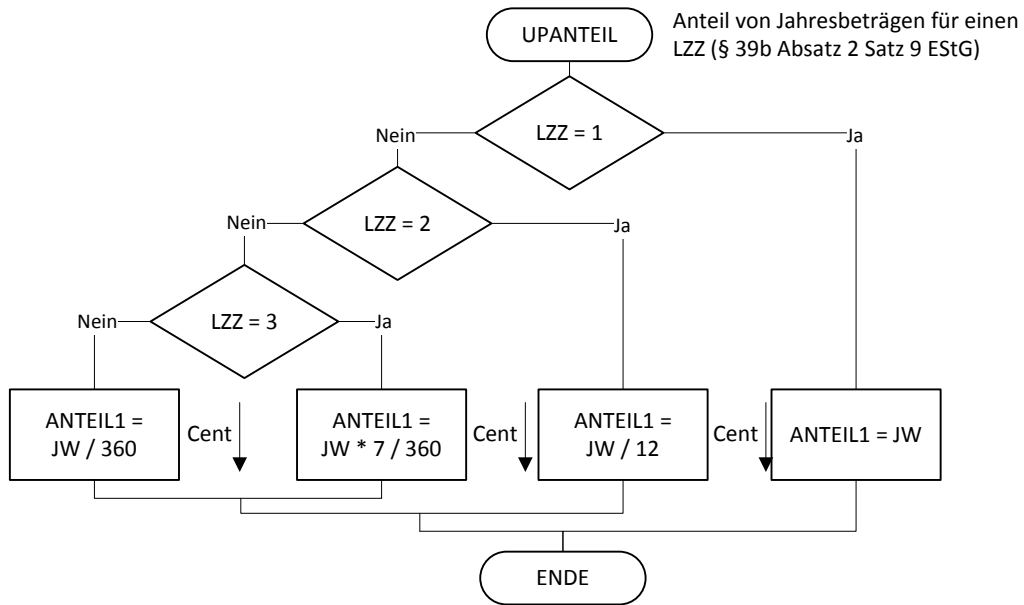 UPANTEIL
Anteil von Jahresbeträgen für einen
LZZ (§ 39b Absatz 2 Satz 9 EStG)
LZZ = 1
Nein
Ja
LZZ = 2
Nein
Ja
LZZ = 3
Nein
Ja
ANTEIL1 =
JW / 360
Cent
ANTEIL1 =
JW * 7 / 360
Cent
ANTEIL1 =
JW / 12
Cent
ANTEIL1 = JW
ENDE